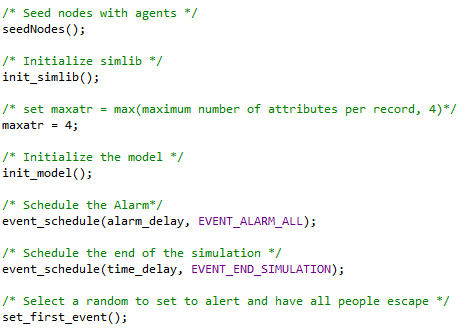 /* Seed nodes with agents */
seedNodes();
/* Initialize simlib */
init_simlib();
/* set maxatr = max(maximum number of attributes per record, 4)*/
maxatr = 4;
/* Initialize the model */
init_model();
/* Schedule the Alarm*/
event_schedule(alarm_delay, EVENT_ALARM_ALL);
/* Schedule the end of the simulation */
event_schedule(time_delay, EVENT_END_SIMULATION);
/* Select a random to set to alert and have all people escape */
set_first_event();